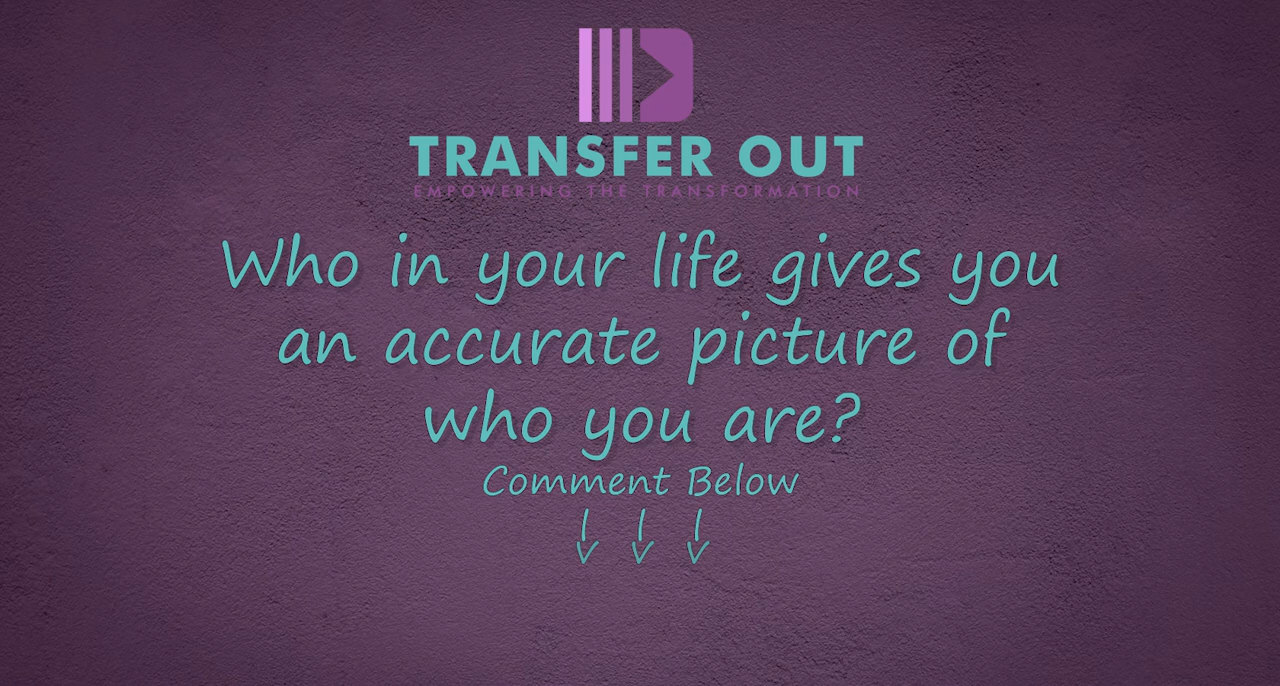 TRANSFER OUT
EMPOWERING THE TRANSFORMATION
Who in your life gives you
an accurate picture of
who you are?
Comment Below